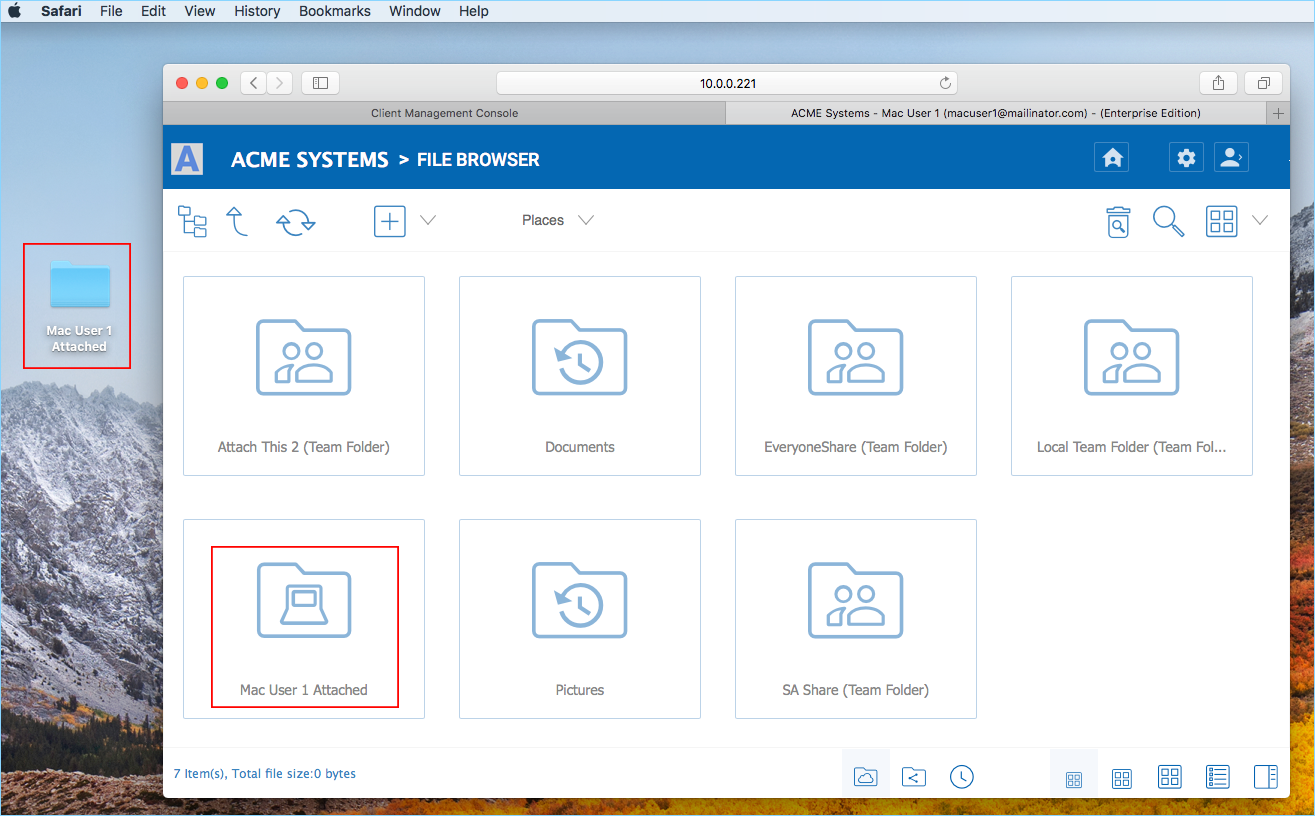 Safari File Edit View History Bookmarks Window Help
10.0.0.221
Client Management Console
ACME Systems - Mac User 1 (macuser1@mailinator.com) - (Enterprise Edition)
A
ACME SYSTEMS > FILE BROWSER
Places
Mac User 1
Attached
Attach This 2 (Team Folder)
Documents
EveryoneShare (Team Folder)
Local Team Folder (Team Fol...
Mac User 1 Attached
Pictures
SA Share (Team Folder)
7 Item(s), Total file size:0 bytes